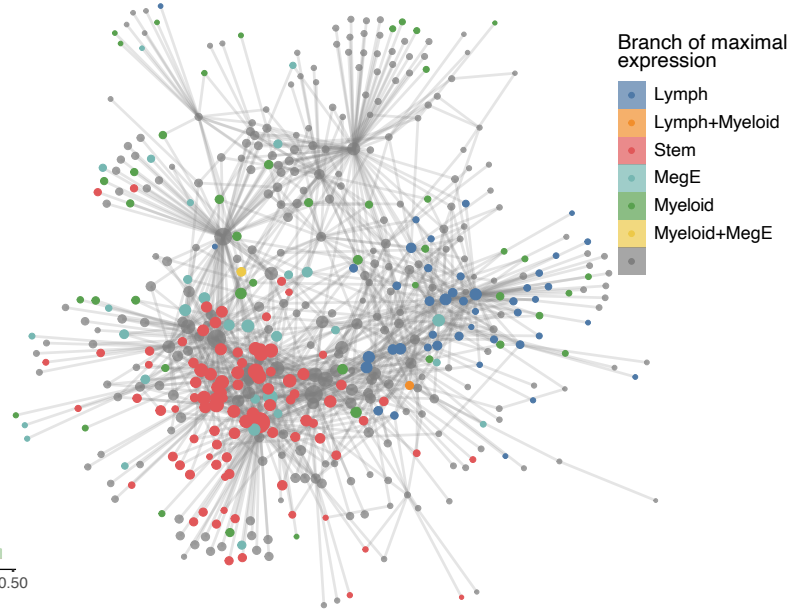 Branch of maximal
expression
Lymph
Lymph+Myeloid
Stem
MegE
Myeloid
Myeloid+MegE
0.50